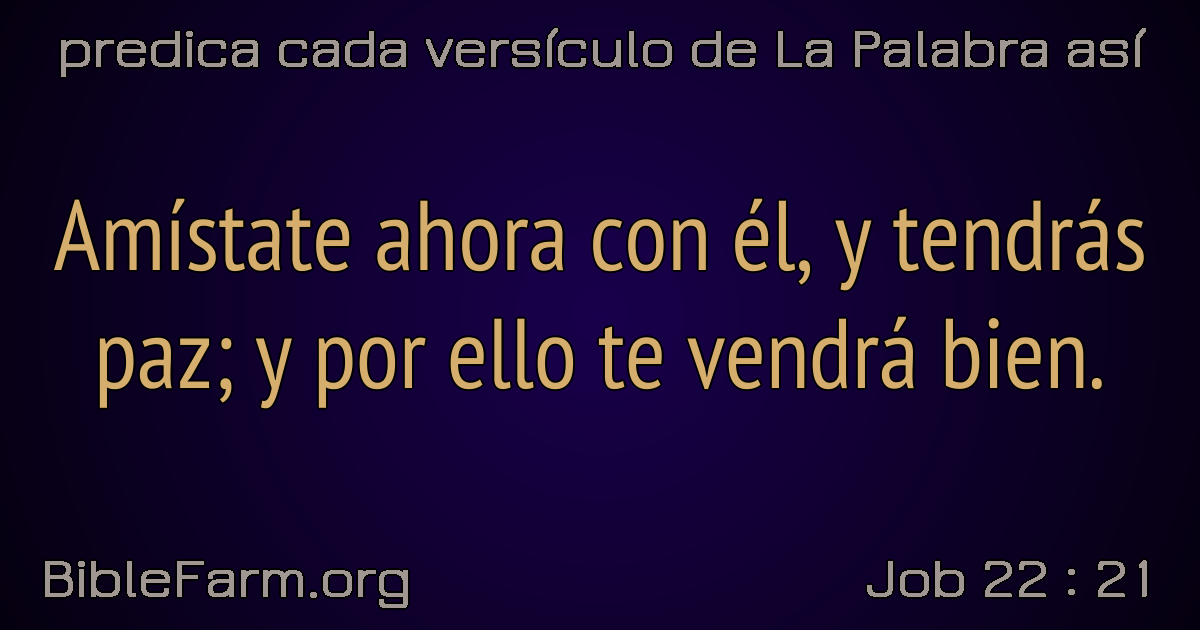 predica cada versículo de La Palabra así
Amístate ahora con él, y tendrás
paz; y por ello te vendrá bien.
BibleFarm.org
Job 22 : 21